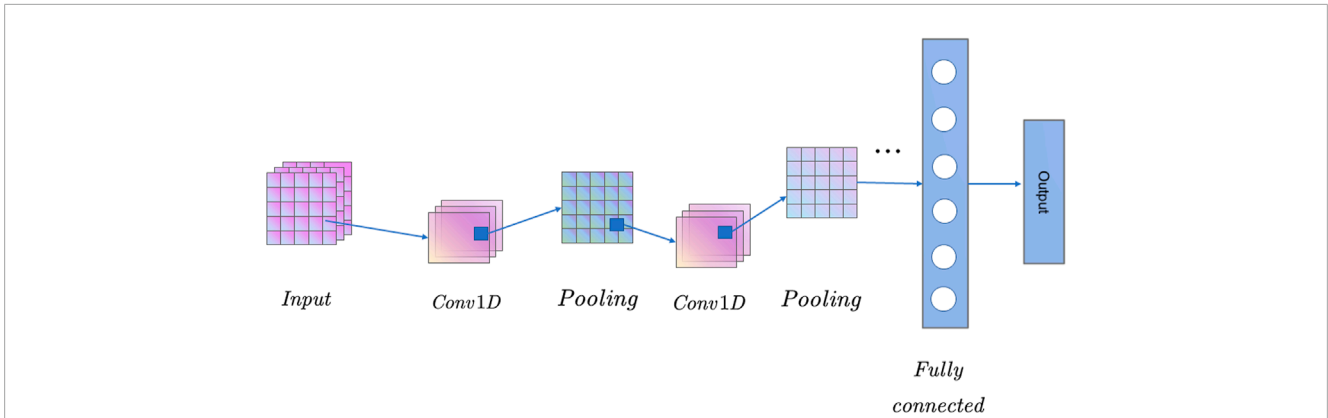 Input
Conv1D
Pooling
Conv1D
Pooling
...
Fully
connected
Output